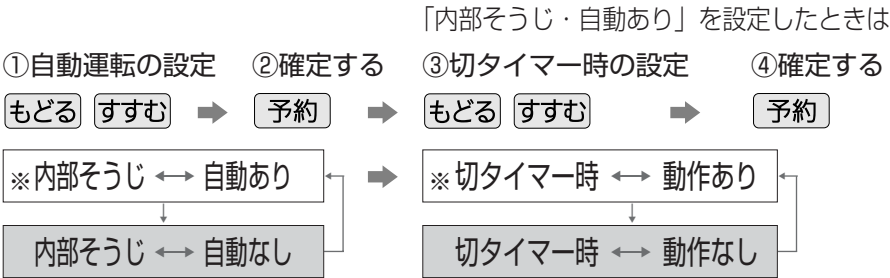 「内部そうじ・自動あり」を設定したときは
①自動運転の設定 ②確定する ③切タイマー時の設定 ④確定する
もどる すすむ ➡ 予約 ➡ もどる すすむ ➡ 予約
※内部そうじ ⟷ 自動あり ➡ ※切タイマー時 ⟷ 動作あり
内部そうじ ⟷ 自動なし 切タイマー時 ⟷ 動作なし